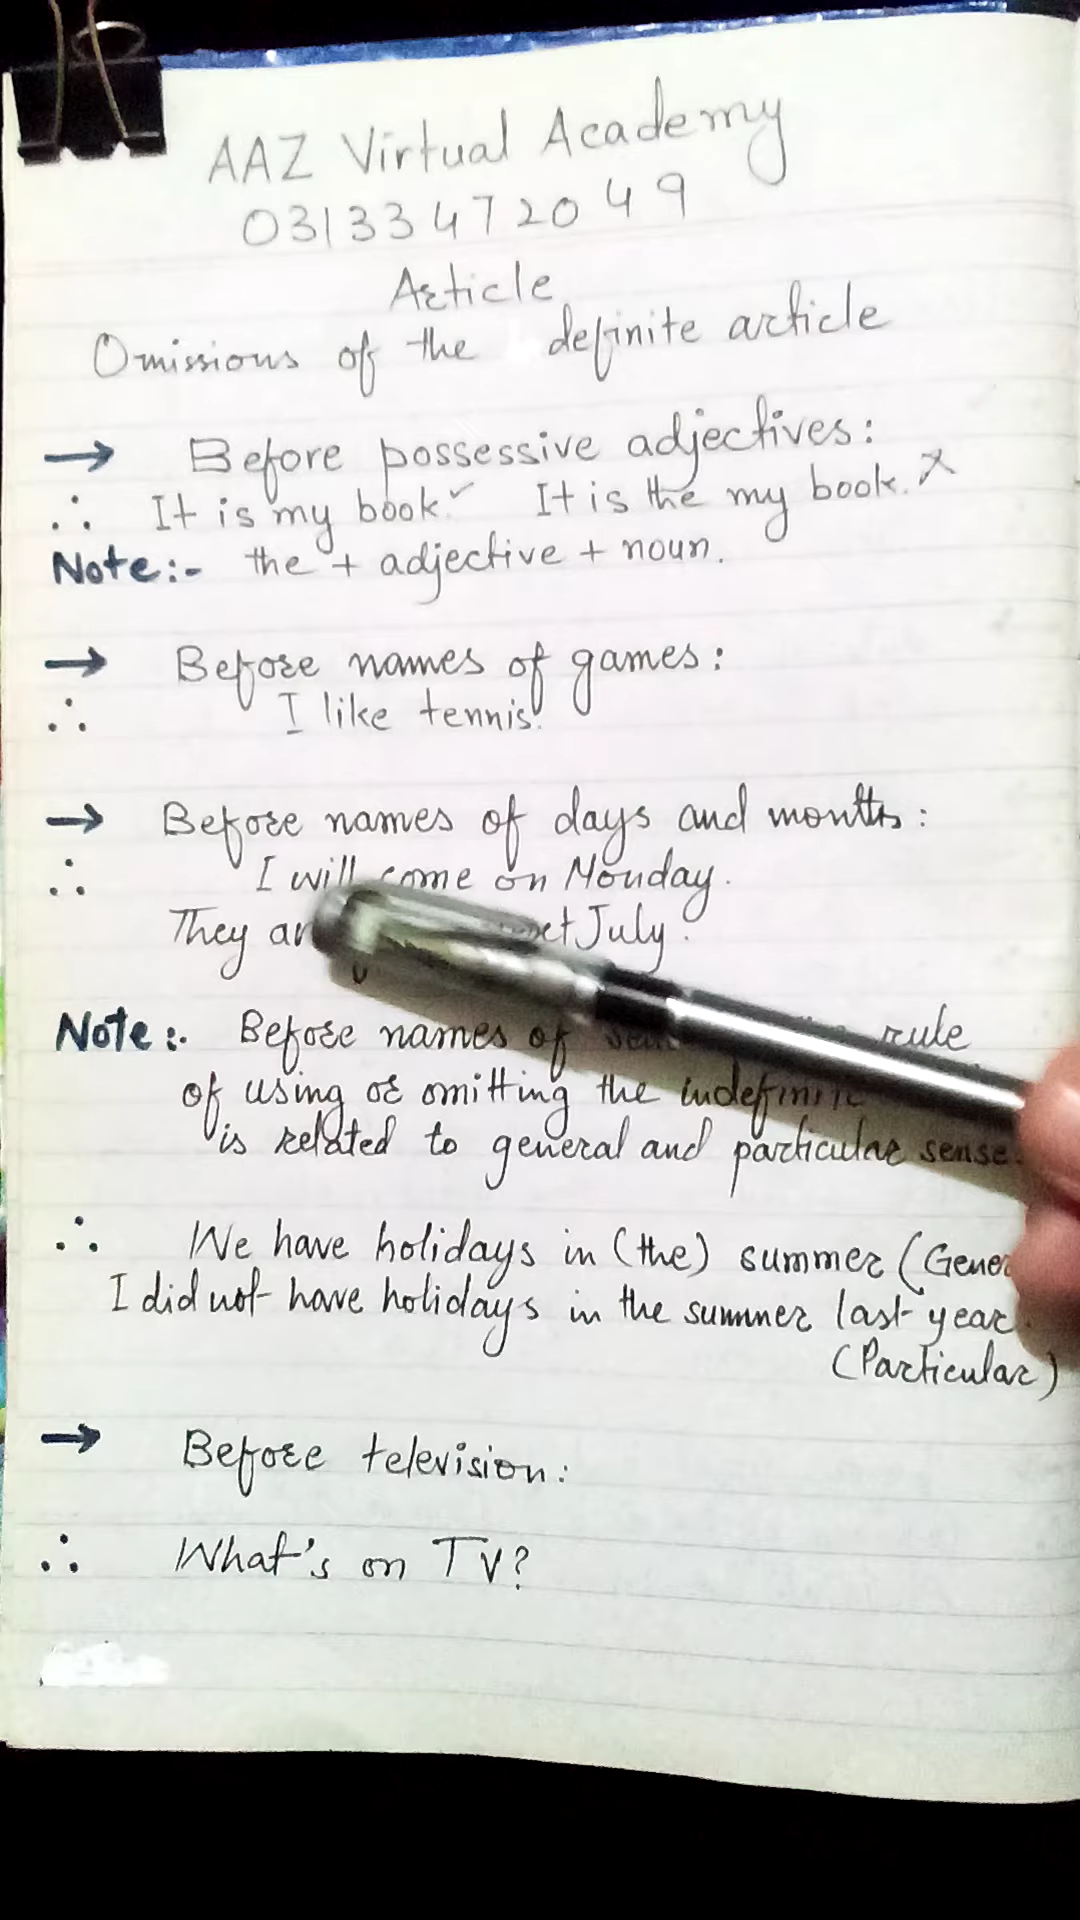 AAZ Virtual Academy
03133472049
Article
Omissions of the definite article
→ Before possessive adjectives:
∴ It is my book. ✓ It is the my book. ✗
Note:- the + adjective + noun.
→ Before names of games:
∴ I like tennis.
→ Before names of days and months:
∴ I will come on Monday.
They July.
Note:. Before names of rule
of using or omitting the
is related to general and particular sense.
∴ We have holidays in (the) summer
I did not have holidays in the summer last year.
(Particular)
→ Before television:
∴ What's on TV?